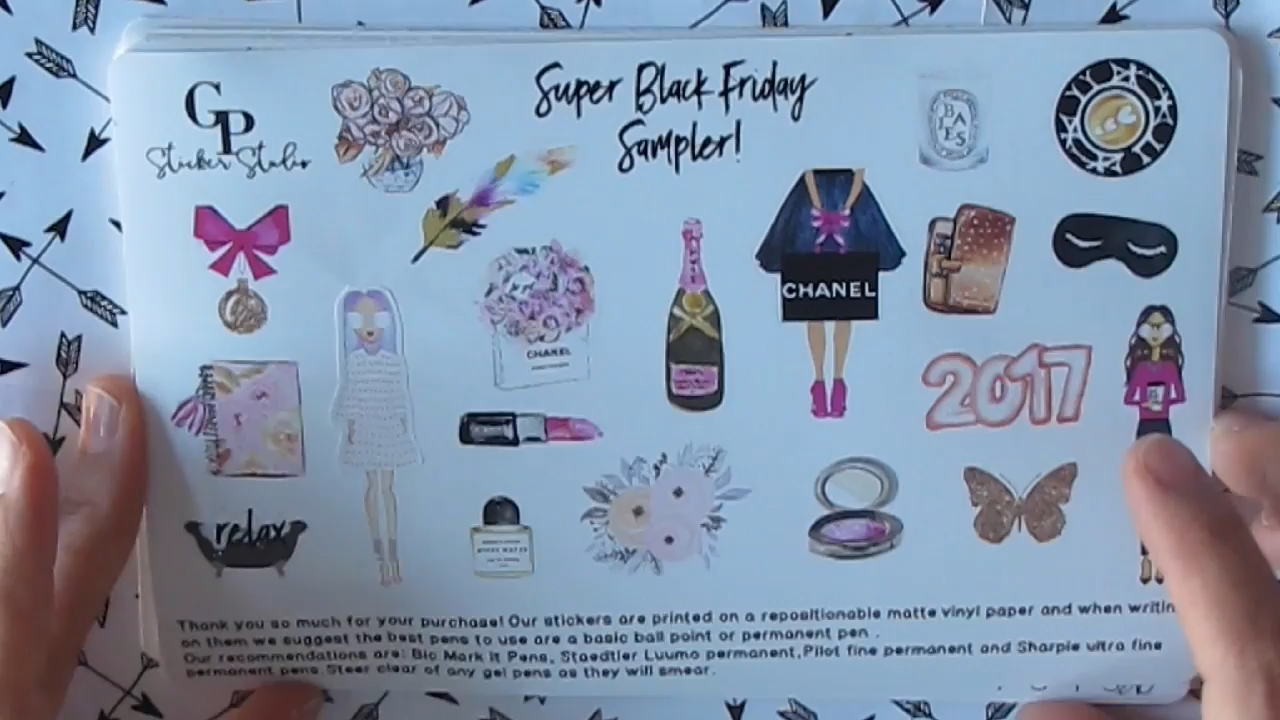 GP
Sticker Studio
Super Black Friday
Sampler!
BAIES
CHANEL
CHANEL
2017
relax
Thank you so much for your purchase! Our stickers are printed on a repositionable matte vinyl paper and when writin
on them we suggest the best pens to use are a basic ball point or permanent pen .
Our recommendations are: Bic Mark it Pens, Staedtler Luumo permanent,Pilot fine permanent and Sharpie ultra fine
permanent pens.Steer clear of any gel pens as they will smear.